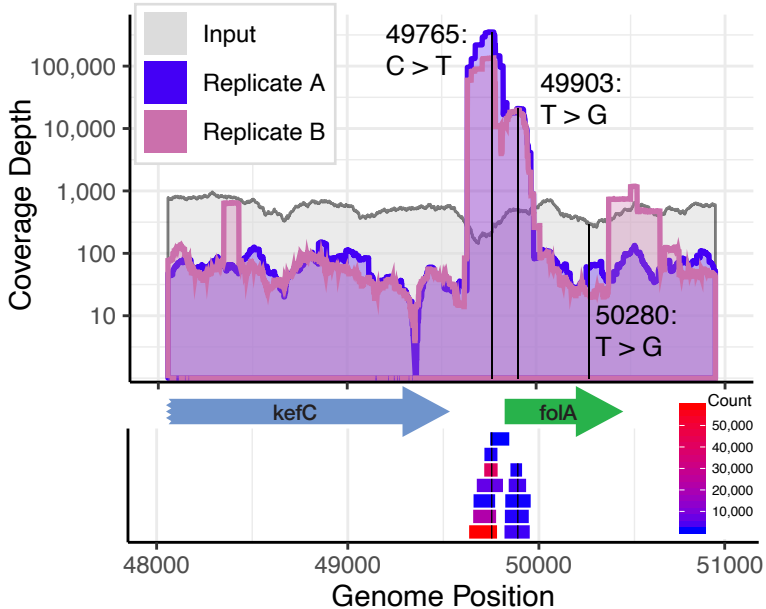 Input
Replicate A
Replicate B
49765:
C > T
49903:
T > G
50280:
T > G
Coverage Depth
100,000
10,000
1,000
100
10
kefC
folA
Count
50,000
40,000
30,000
20,000
10,000
48000
49000
50000
51000
Genome Position